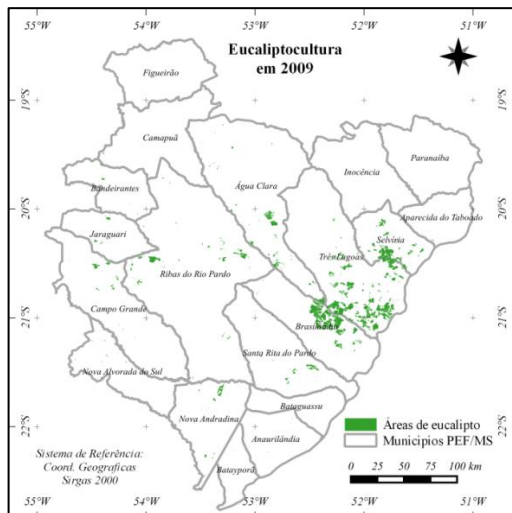 55°W 54°W 53°W 52°W 51°W
Eucaliptocultura
em 2009
Figueirão
19°S
19°S
Camapuã
Paranaíba
Inocência
Água Clara
Bandeirantes
20°S
20°S
Aparecida do Taboado
Jaraguari
Selvíria
Três Lagoas
Ribas do Rio Pardo
21°S
21°S
Campo Grande
Brasilândia
Santa Rita do Pardo
Nova Alvorada do Sul
Bataguassu
Nova Andradina
22°S
22°S
Anaurilândia
Batayporã
Áreas de eucalipto
Municípios PEF/MS
0 25 50 75 100 km
Sistema de Referência:
Coord. Geograficas
Sirgas 2000
55°W 54°W 53°W 52°W 51°W